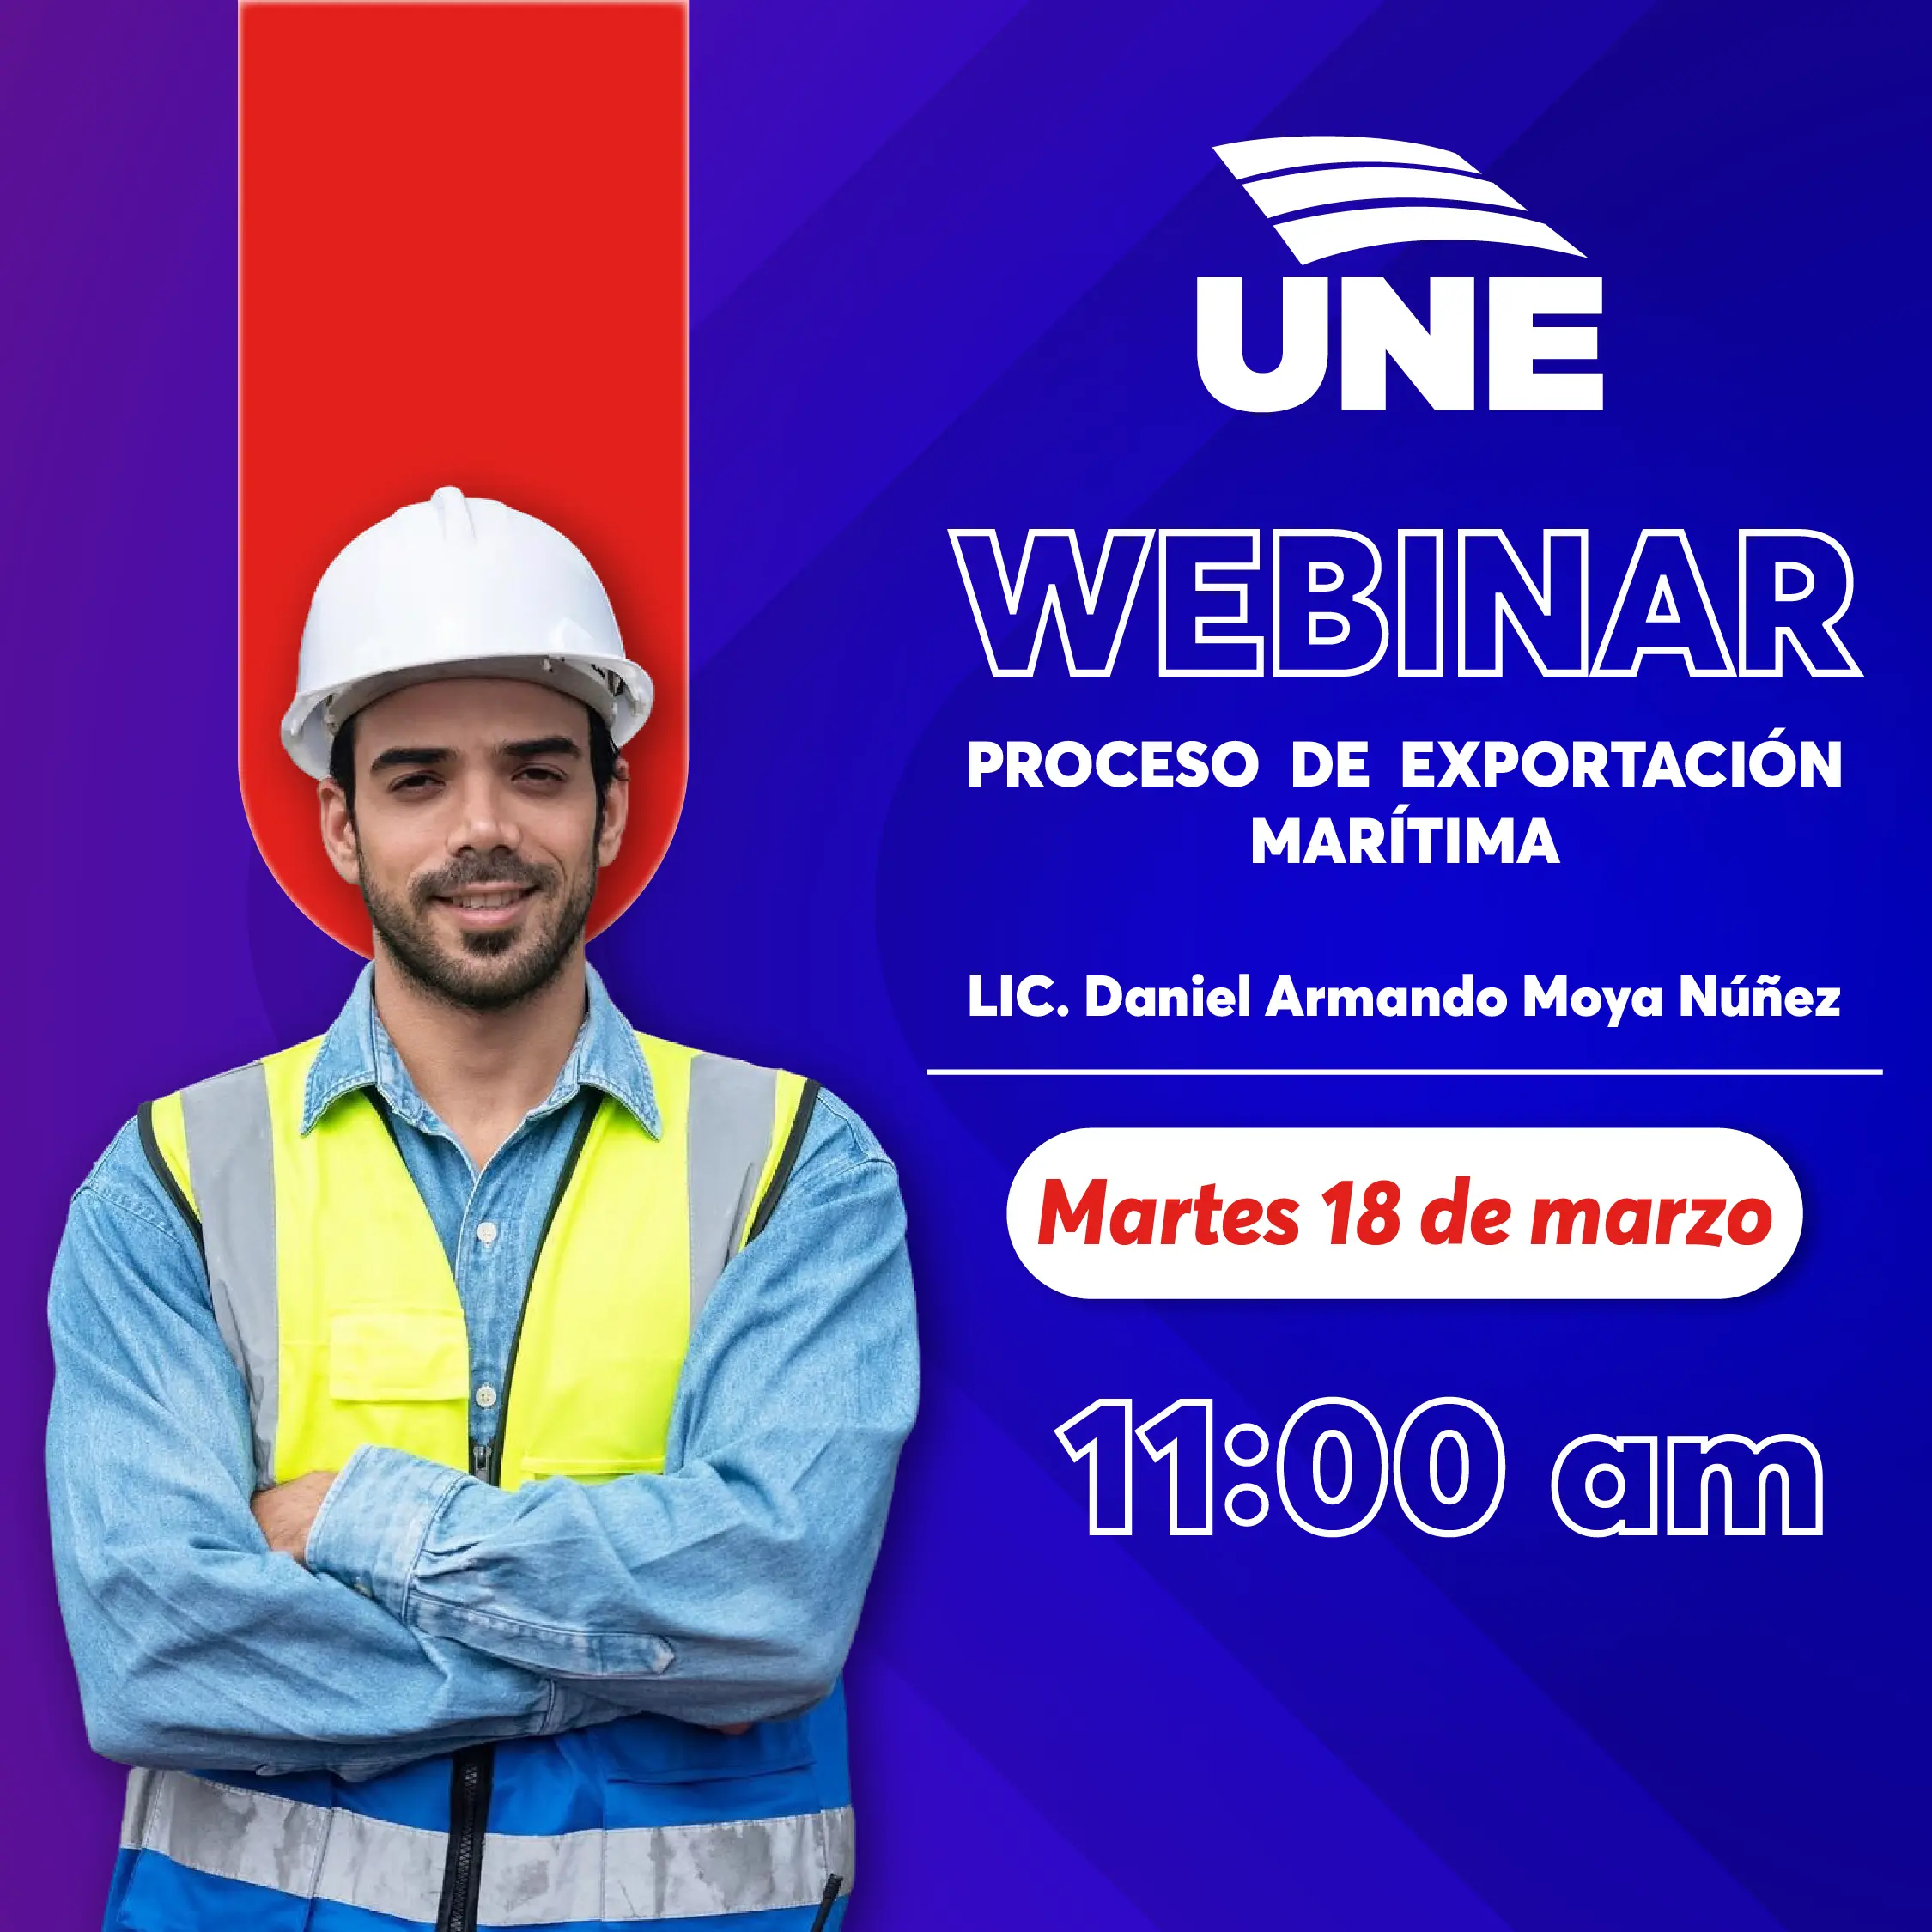 UNE
WEBINAR
PROCESO DE EXPORTACIÓN
MARÍTIMA
LIC. Daniel Armando Moya Núñez
Martes 18 de marzo
11:00 am